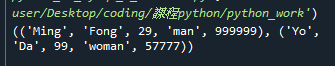 user/Desktop/coding/課程python/python_work')
(('Ming', 'Fong', 29, 'man', 999999), ('Yo',
'Da', 99, 'woman', 57777))